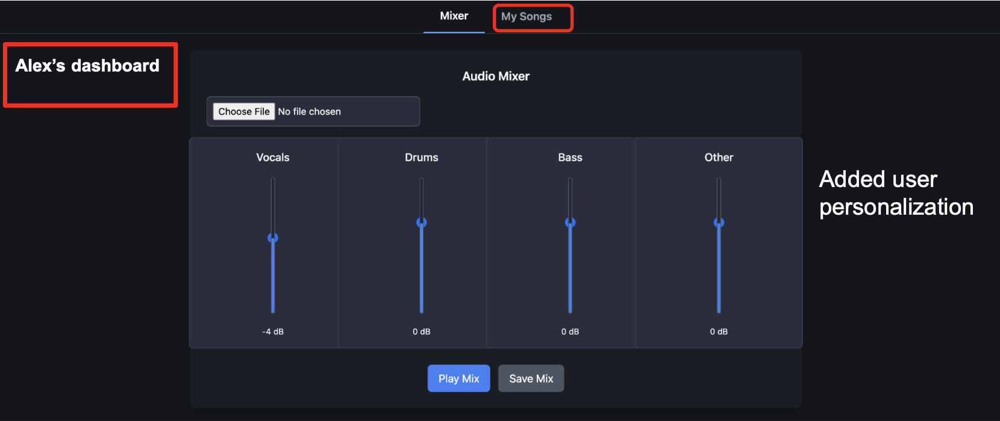 Mixer My Songs
Alex’s dashboard
Audio Mixer
Choose File No file chosen
Vocals Drums Bass Other
-4 dB 0 dB 0 dB 0 dB
Added user
personalization
Play Mix Save Mix